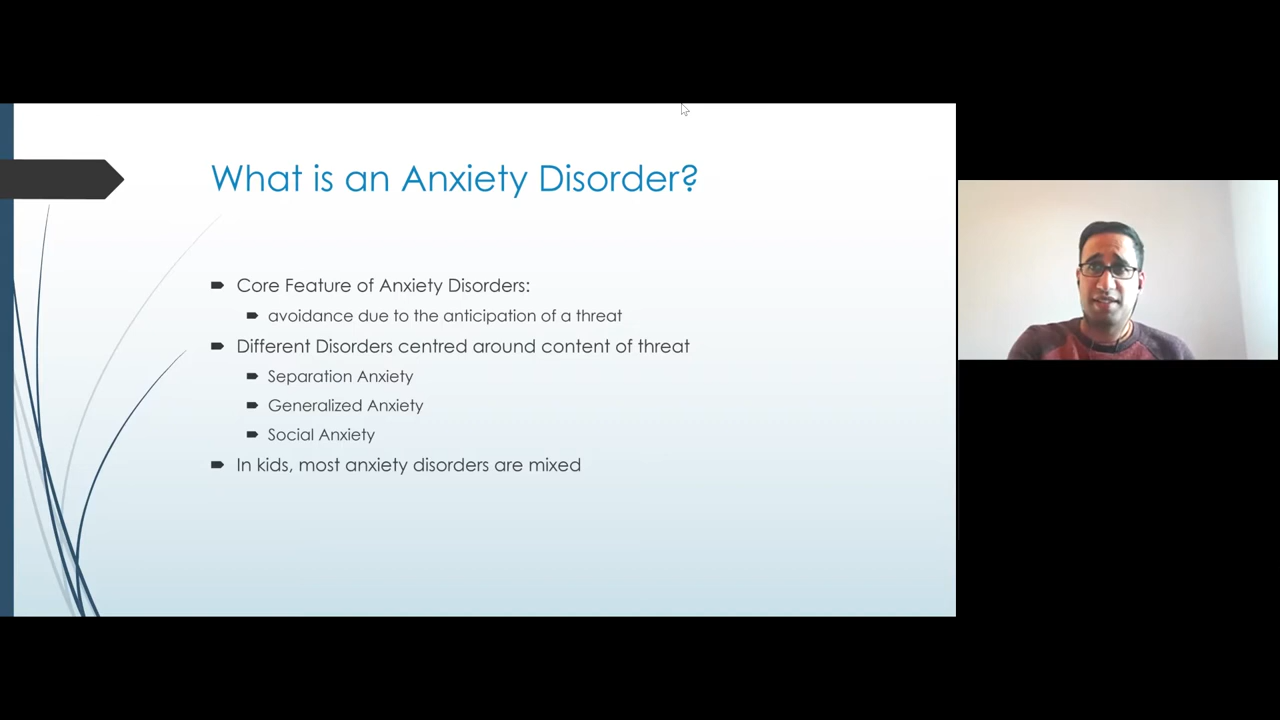 What is an Anxiety Disorder?
Core Feature of Anxiety Disorders:
avoidance due to the anticipation of a threat
Different Disorders centred around content of threat
Separation Anxiety
Generalized Anxiety
Social Anxiety
In kids, most anxiety disorders are mixed